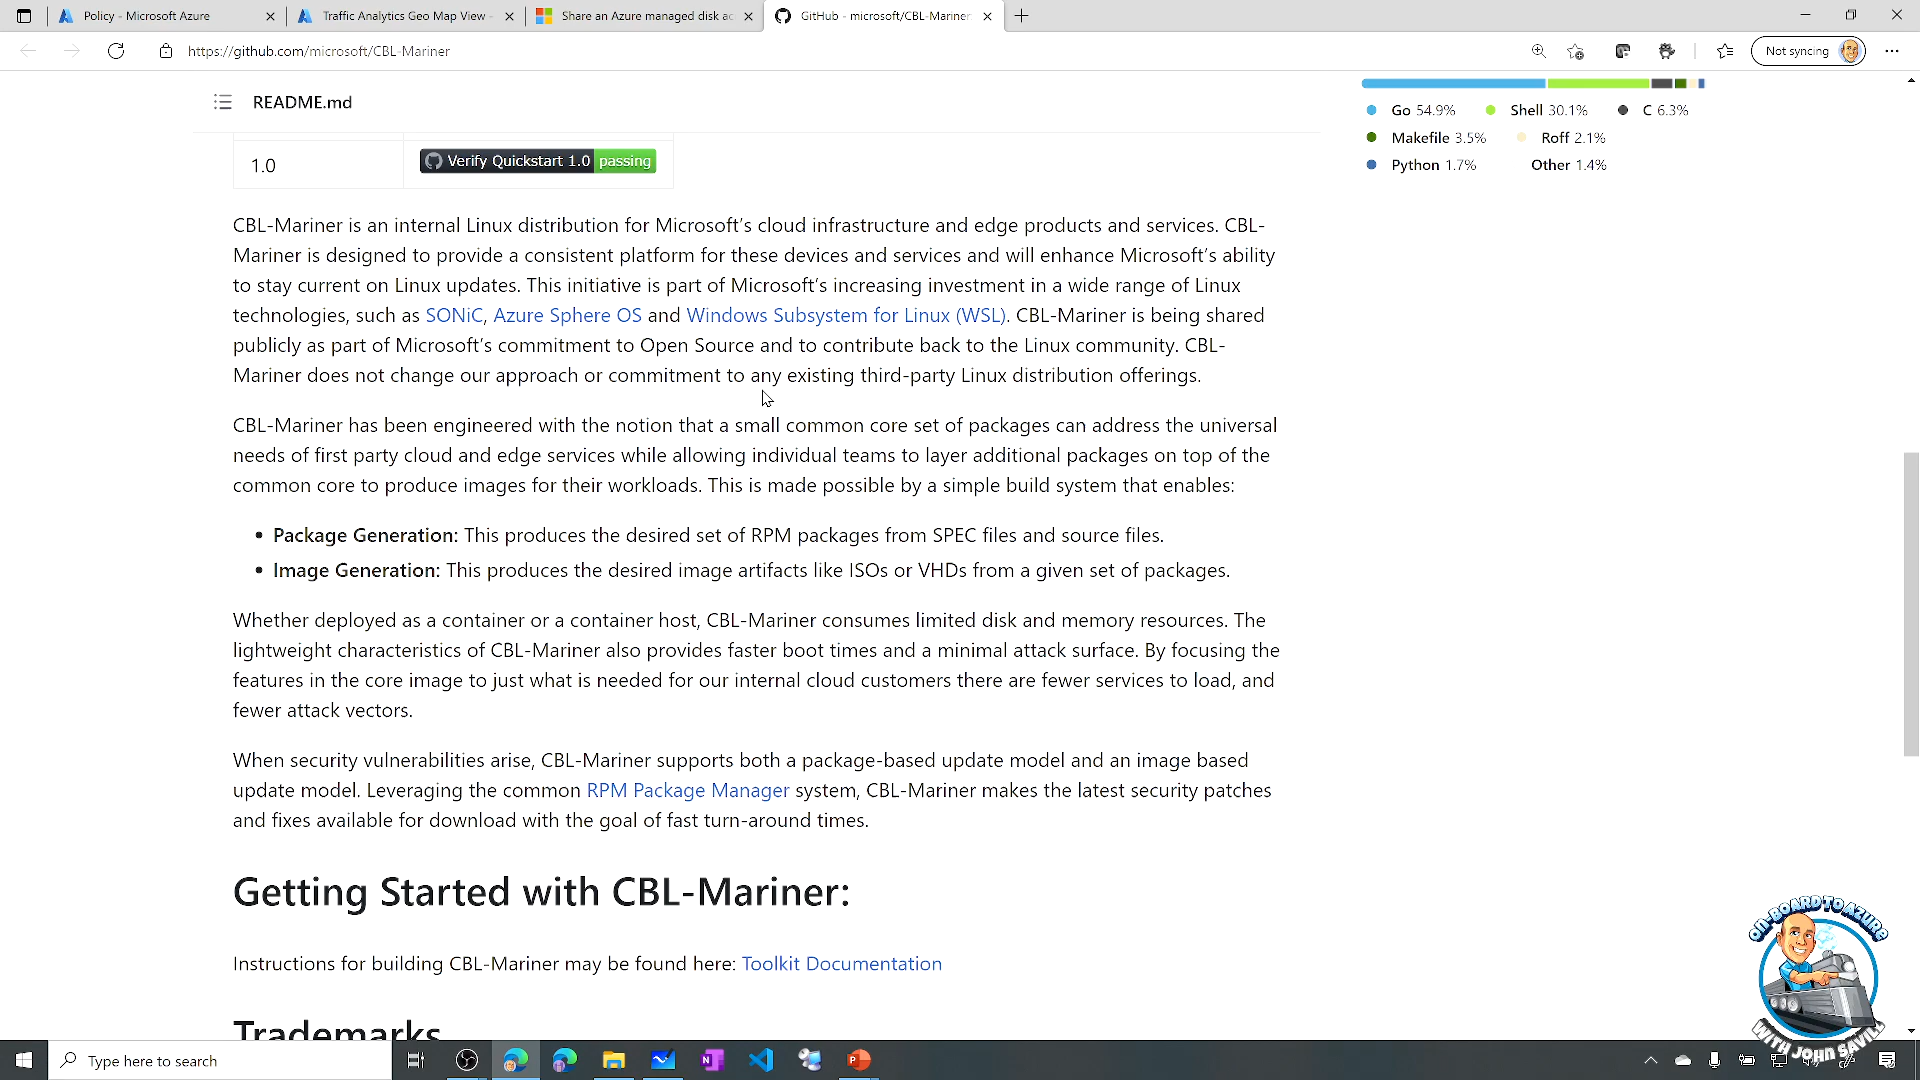 Policy - Microsoft Azure
Traffic Analytics Geo Map View -
Share an Azure managed disk ac
GitHub - microsoft/CBL-Mariner
https://github.com/microsoft/CBL-Mariner
Not syncing
README.md
1.0
Verify Quickstart 1.0 passing
Go 54.9% Shell 30.1% C 6.3%
Makefile 3.5% Roff 2.1%
Python 1.7% Other 1.4%
CBL-Mariner is an internal Linux distribution for Microsoft's cloud infrastructure and edge products and services. CBL-
Mariner is designed to provide a consistent platform for these devices and services and will enhance Microsoft's ability
to stay current on Linux updates. This initiative is part of Microsoft's increasing investment in a wide range of Linux
technologies, such as SONiC, Azure Sphere OS and Windows Subsystem for Linux (WSL). CBL-Mariner is being shared
publicly as part of Microsoft's commitment to Open Source and to contribute back to the Linux community. CBL-
Mariner does not change our approach or commitment to any existing third-party Linux distribution offerings.
CBL-Mariner has been engineered with the notion that a small common core set of packages can address the universal
needs of first party cloud and edge services while allowing individual teams to layer additional packages on top of the
common core to produce images for their workloads. This is made possible by a simple build system that enables:
• Package Generation: This produces the desired set of RPM packages from SPEC files and source files.
• Image Generation: This produces the desired image artifacts like ISOs or VHDs from a given set of packages.
Whether deployed as a container or a container host, CBL-Mariner consumes limited disk and memory resources. The
lightweight characteristics of CBL-Mariner also provides faster boot times and a minimal attack surface. By focusing the
features in the core image to just what is needed for our internal cloud customers there are fewer services to load, and
fewer attack vectors.
When security vulnerabilities arise, CBL-Mariner supports both a package-based update model and an image based
update model. Leveraging the common RPM Package Manager system, CBL-Mariner makes the latest security patches
and fixes available for download with the goal of fast turn-around times.
Getting Started with CBL-Mariner:
Instructions for building CBL-Mariner may be found here: Toolkit Documentation
Trademarks
ON-BOARD TO AZURE
WITH JOHN SAVILL
Type here to search